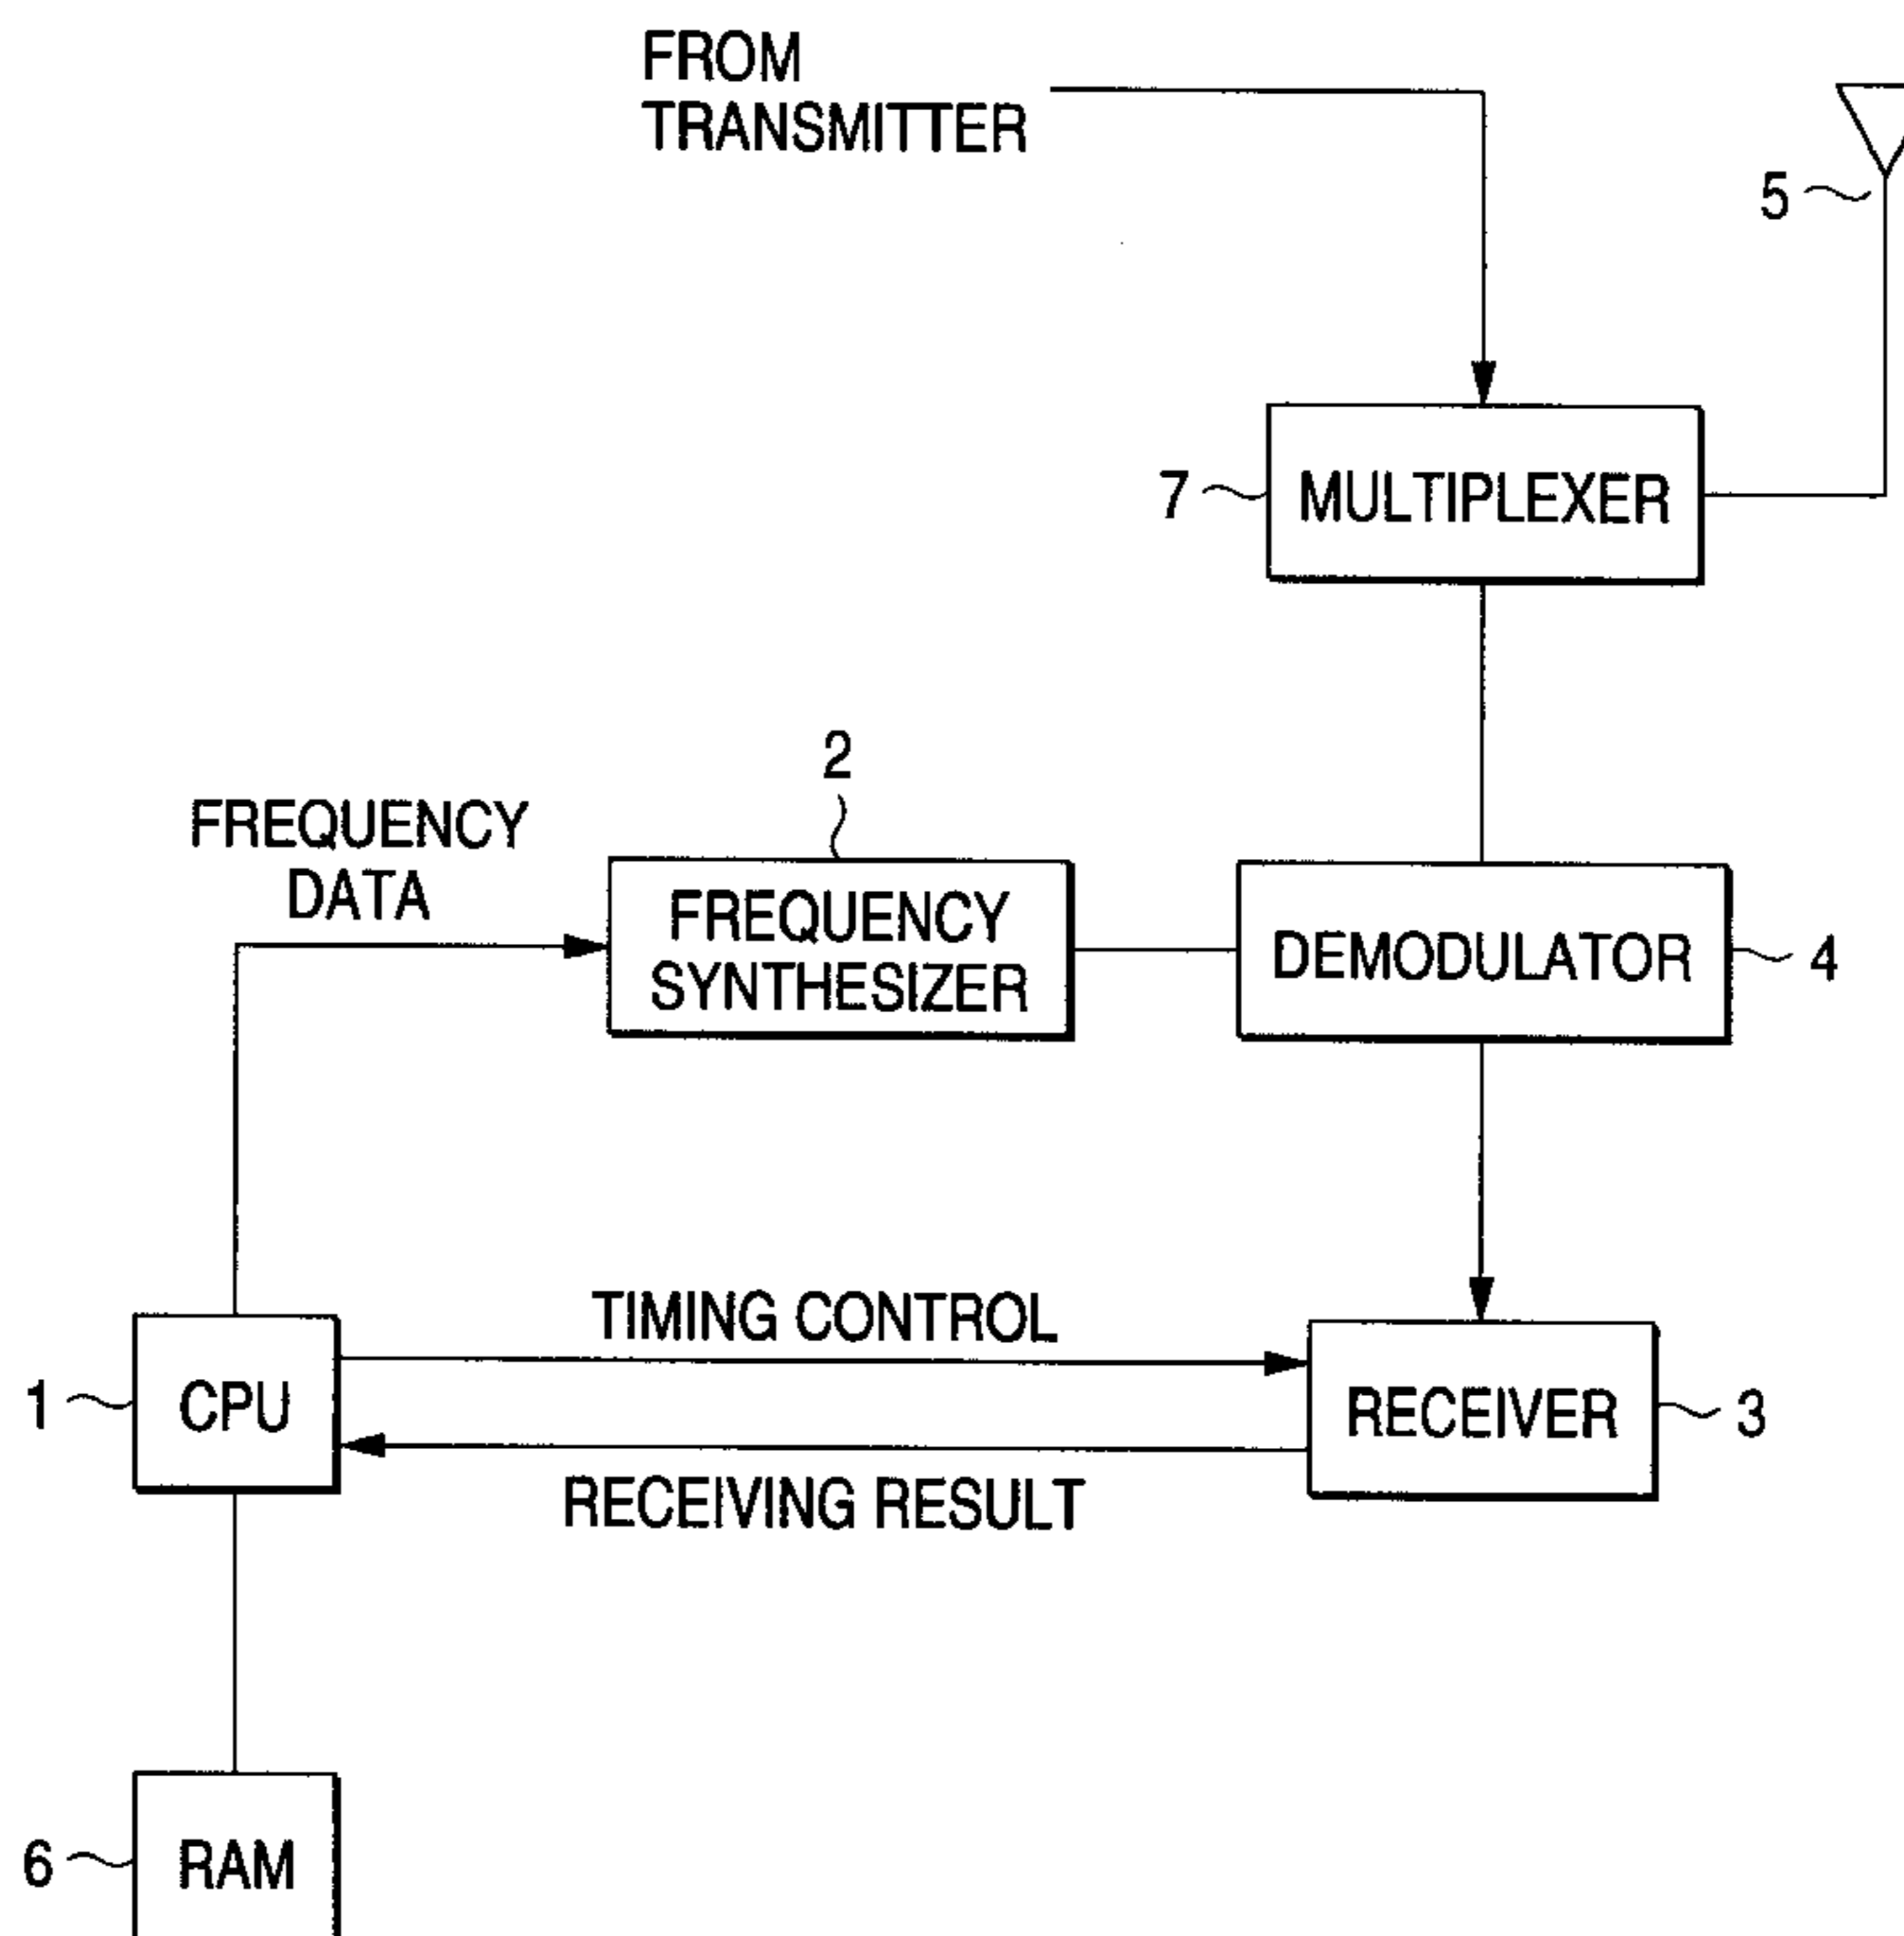 FROM
TRANSMITTER
5
7
MULTIPLEXER
2
FREQUENCY
DATA
FREQUENCY
SYNTHESIZER
DEMODULATOR
4
TIMING CONTROL
1
CPU
RECEIVER
3
RECEIVING RESULT
6
RAM